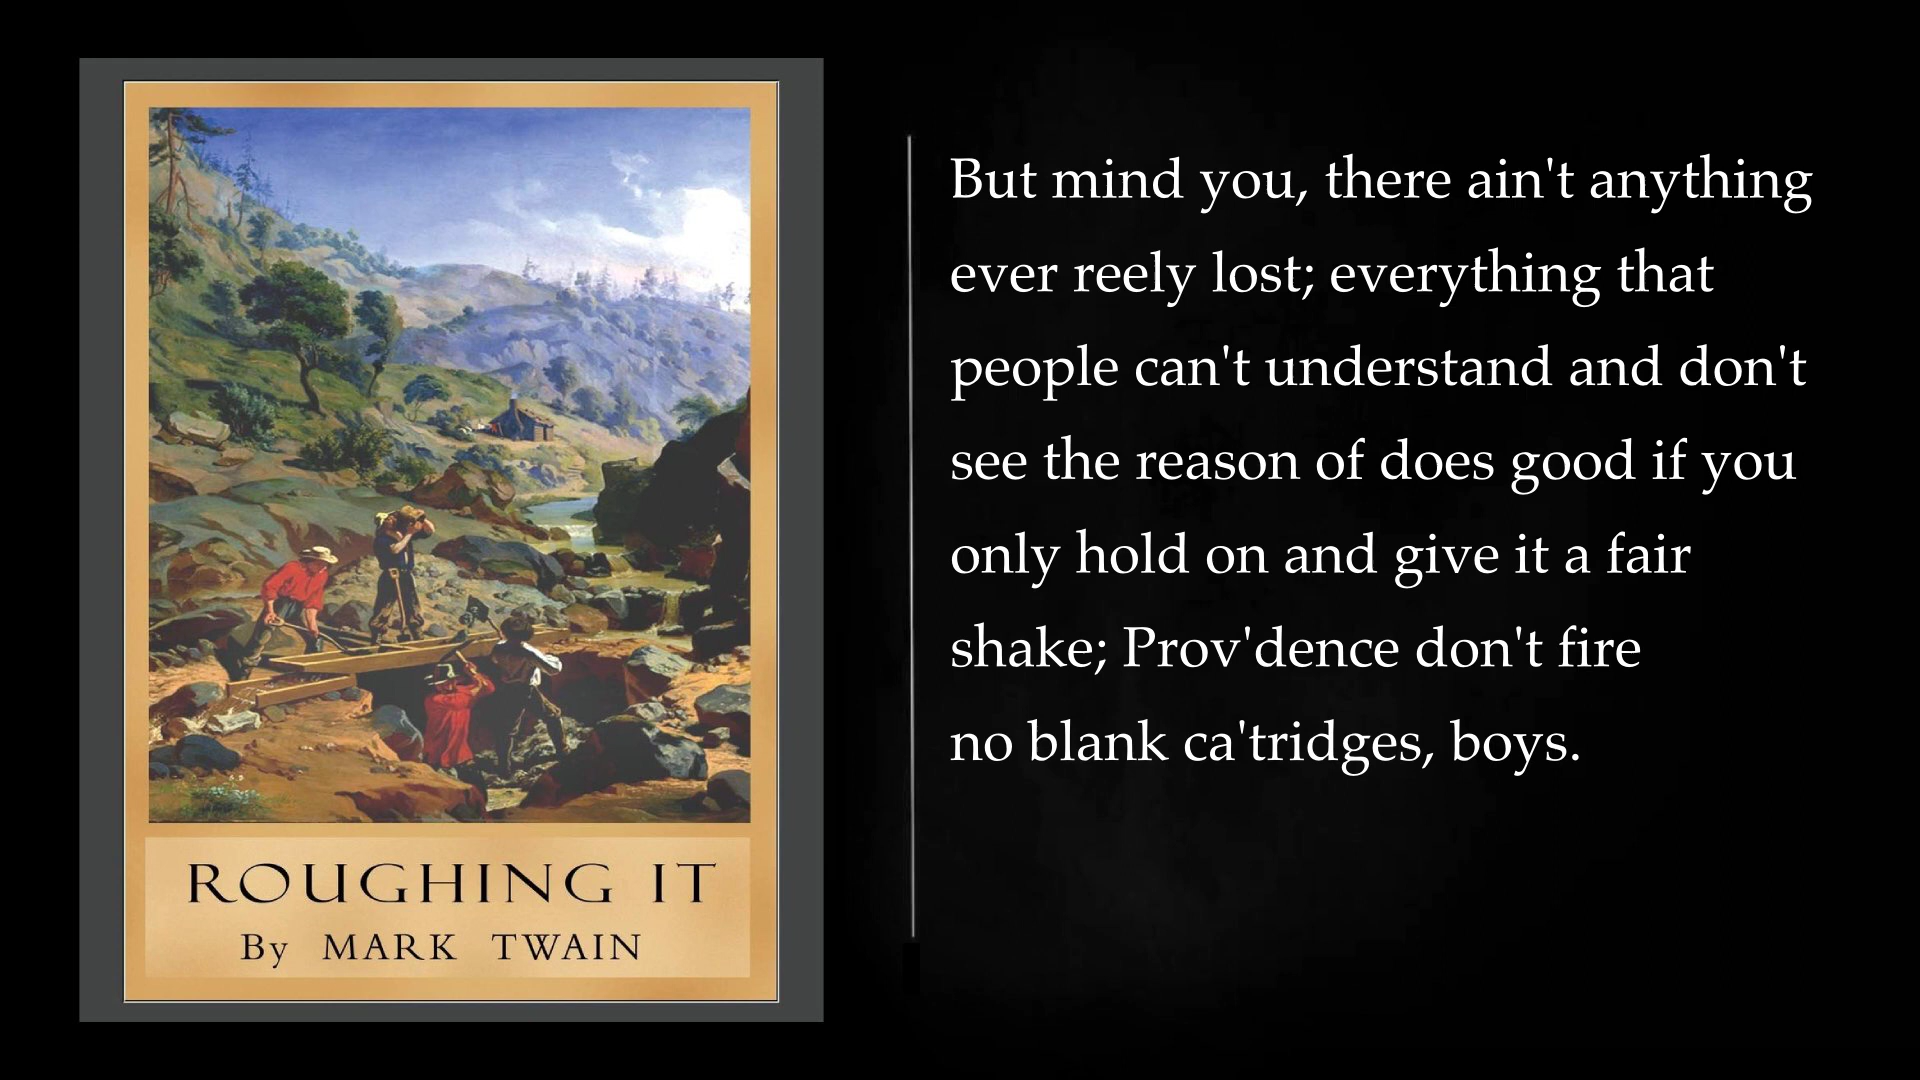 ROUGHING IT
By MARK TWAIN
But mind you, there ain't anything
ever reely lost; everything that
people can't understand and don't
see the reason of does good if you
only hold on and give it a fair
shake; Prov'dence don't fire
no blank ca'tridges, boys.